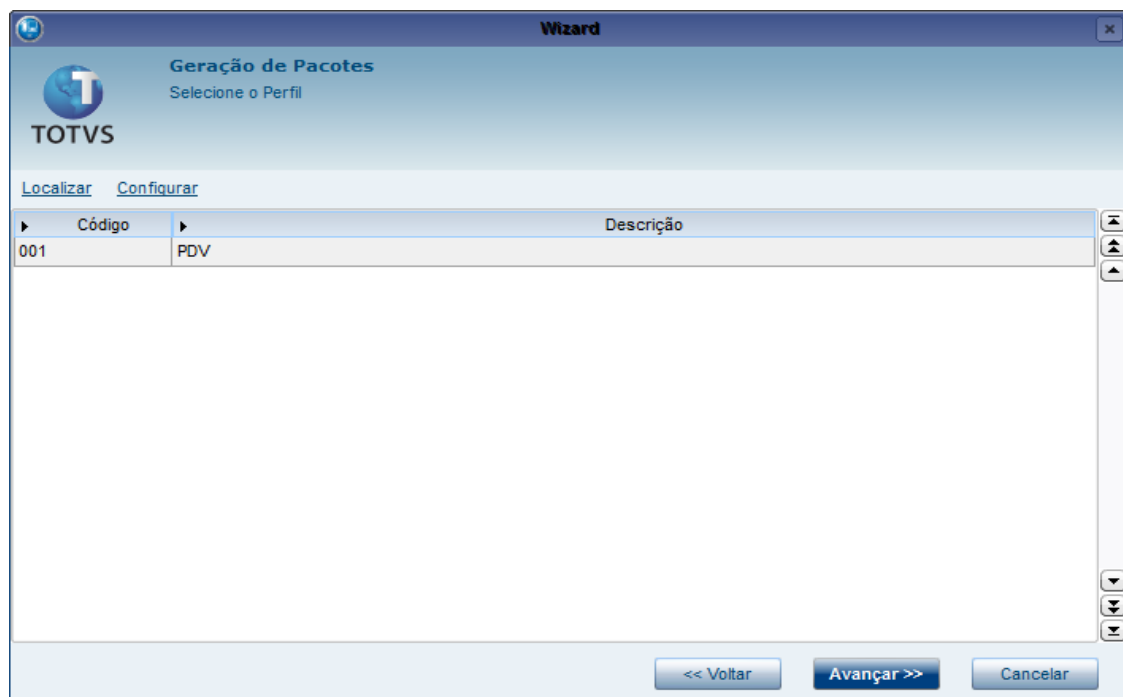 Wizard
Geração de Pacotes
Selecione o Perfil
T
TOTVS
Localizar Configurar
Código Descrição
001 PDV
<< Voltar Avançar >> Cancelar